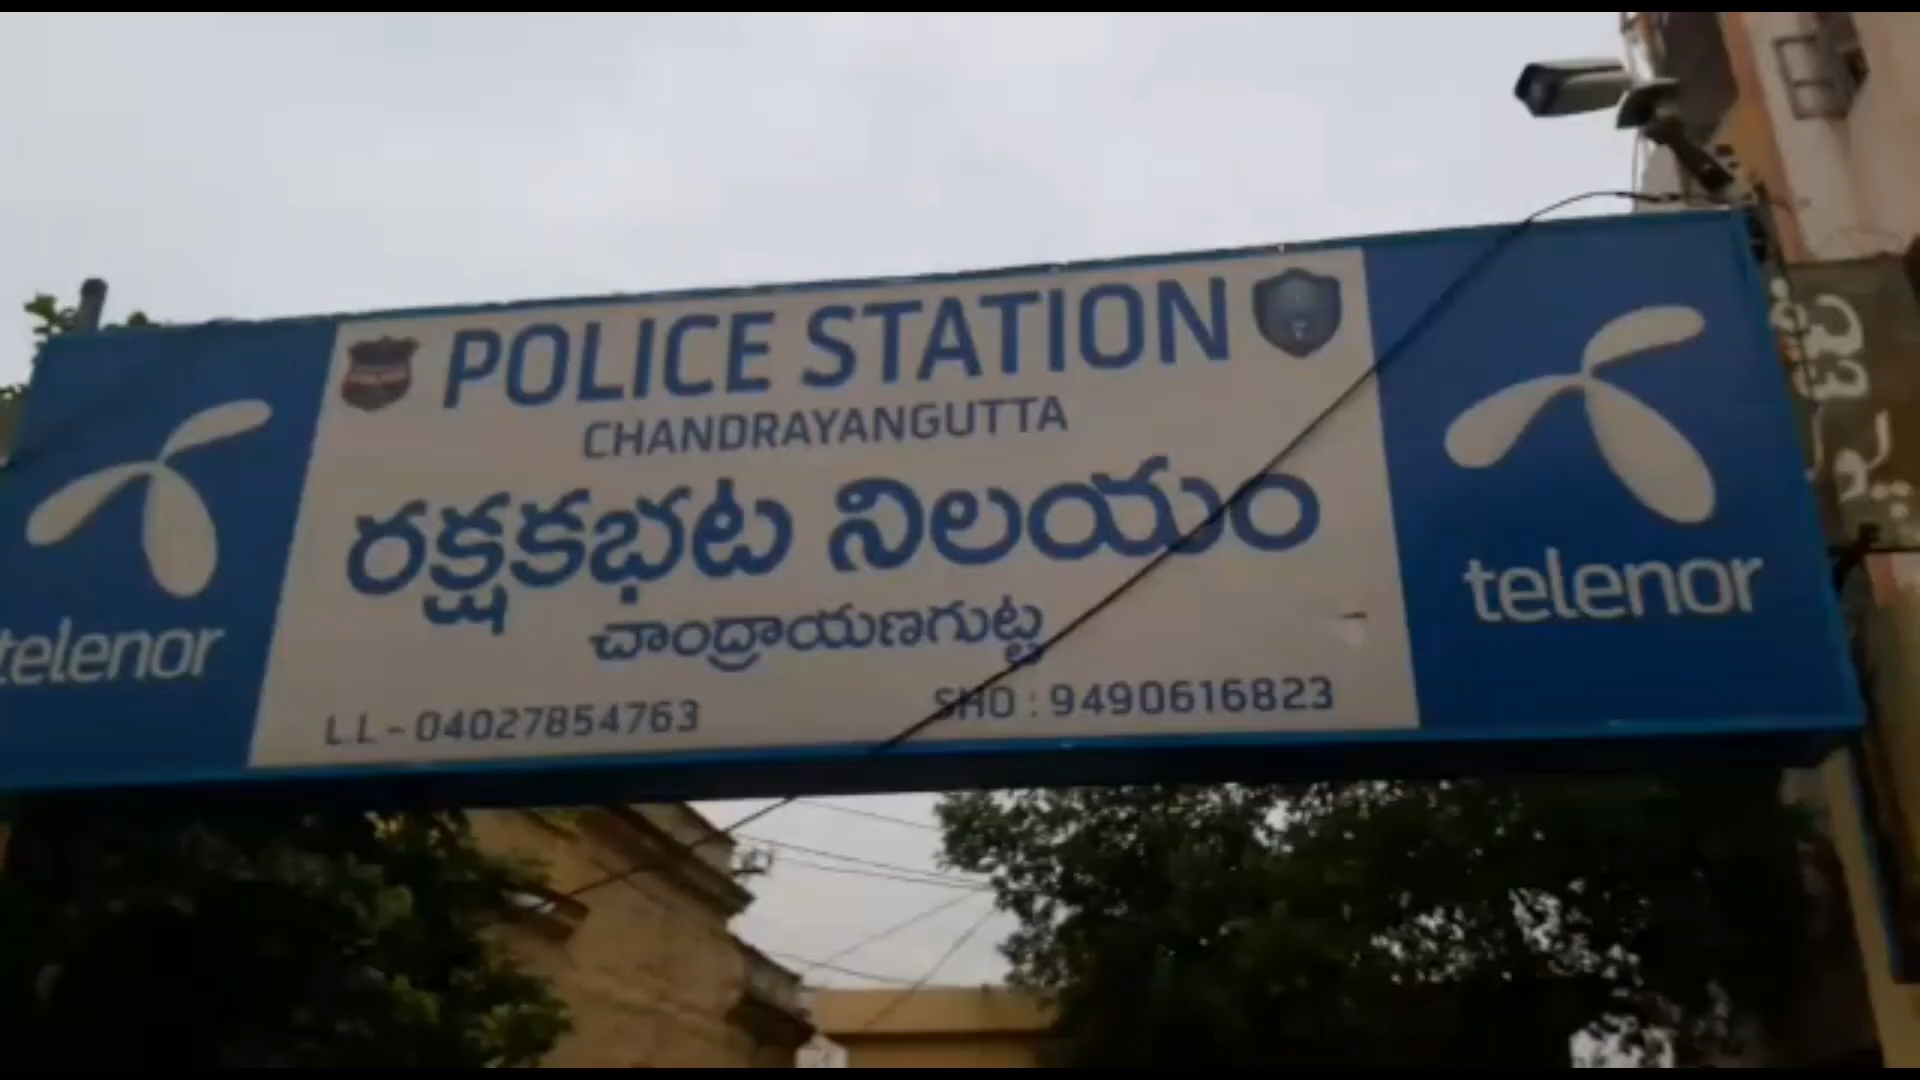 POLICE STATION
CHANDRAYANGUTTA
రక్షకభట నిలయం
చాంద్రాయణగుట్ట
L.L - 04027854763
SHO : 9490616823
telenor
telenor